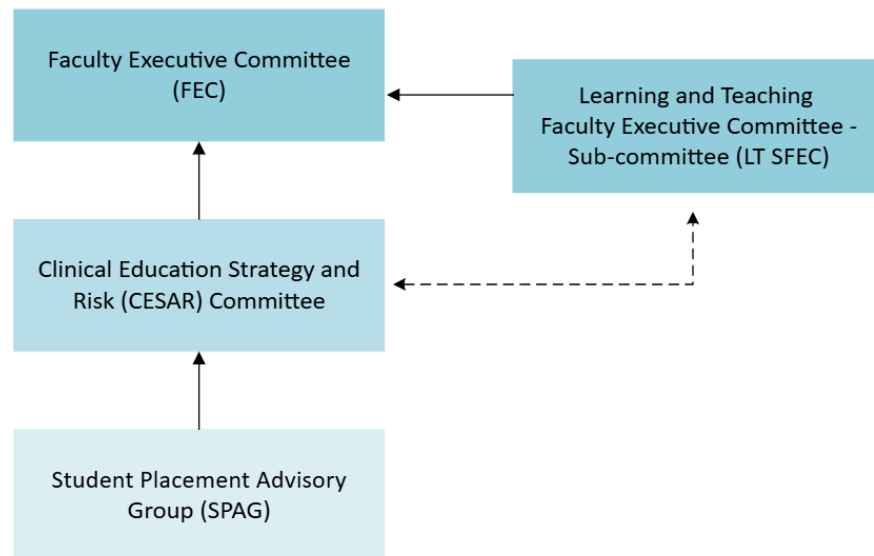 Faculty Executive Committee
(FEC)
Learning and Teaching
Faculty Executive Committee -
Sub-committee (LT SFEC)
Clinical Education Strategy and
Risk (CESAR) Committee
Student Placement Advisory
Group (SPAG)